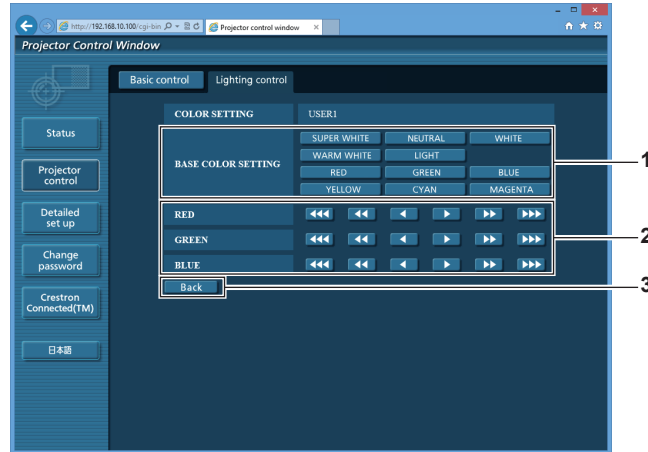 http://192.168.10.100/cgi-bin
Projector control window
Projector Control Window
Basic control
Lighting control
COLOR SETTING
USER1
Status
BASE COLOR SETTING
SUPER WHITE
NEUTRAL
WHITE
WARM WHITE
LIGHT
RED
GREEN
BLUE
YELLOW
CYAN
MAGENTA
1
Projector
control
Detailed
set up
RED
GREEN
BLUE
2
Change
password
Back
3
Crestron
Connected(TM)
日本語